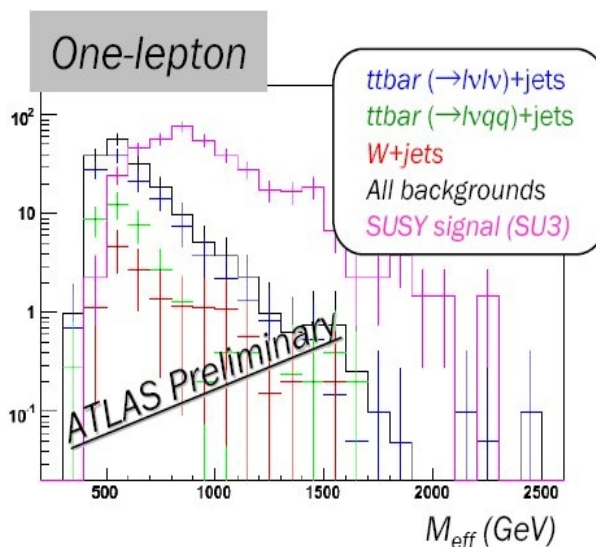 One-lepton
ttbar (→lνlν)+jets
ttbar (→lνqq)+jets
W+jets
All backgrounds
SUSY signal (SU3)
10²
10
1
10⁻¹
ATLAS Preliminary
500
1000
1500
2000
2500
M_eff (GeV)